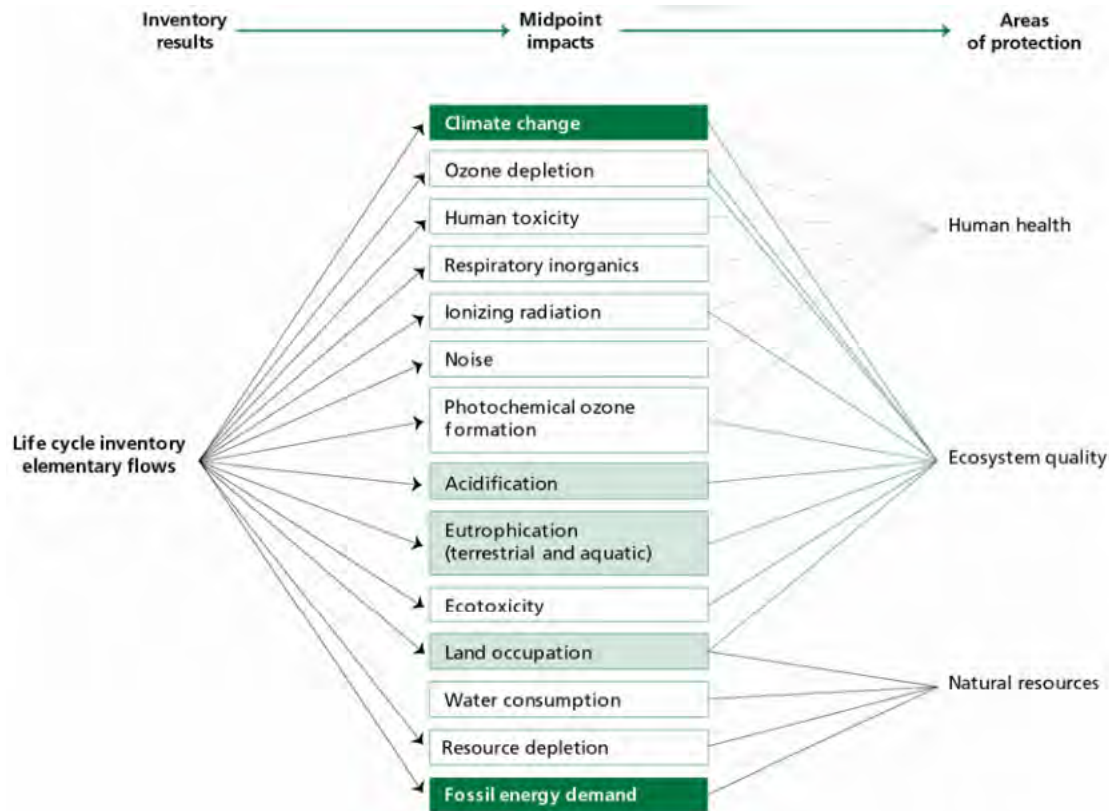 Inventory
results
Midpoint
impacts
Areas
of protection
Climate change
Ozone depletion
Human toxicity
Respiratory inorganics
Ionizing radiation
Noise
Photochemical ozone
formation
Acidification
Eutrophication
(terrestrial and aquatic)
Ecotoxicity
Land occupation
Water consumption
Resource depletion
Fossil energy demand
Life cycle inventory
elementary flows
Human health
Ecosystem quality
Natural resources